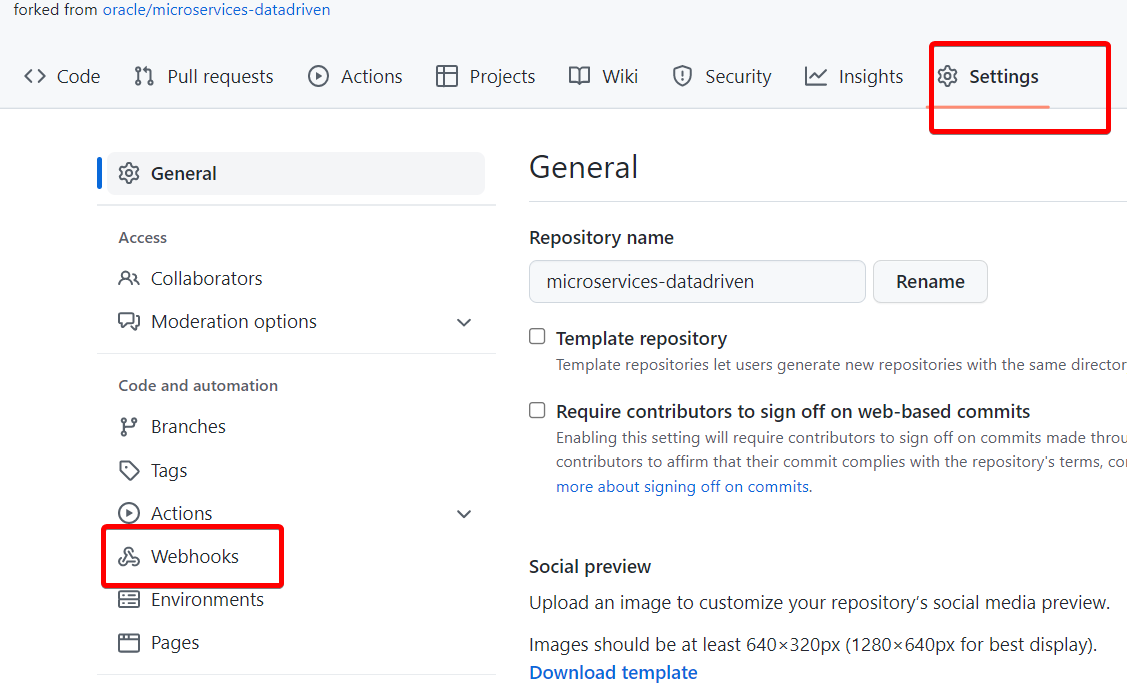 forked from oracle/microservices-datadriven
Code Pull requests Actions Projects Wiki Security Insights Settings
General
Access
Collaborators
Moderation options
Code and automation
Branches
Tags
Actions
Webhooks
Environments
Pages
General
Repository name
microservices-datadriven Rename
Template repository
Template repositories let users generate new repositories with the same director
Require contributors to sign off on web-based commits
Enabling this setting will require contributors to sign off on commits made throu
contributors to affirm that their commit complies with the repository's terms, co
more about signing off on commits.
Social preview
Upload an image to customize your repository's social media preview.
Images should be at least 640×320px (1280×640px for best display).
Download template